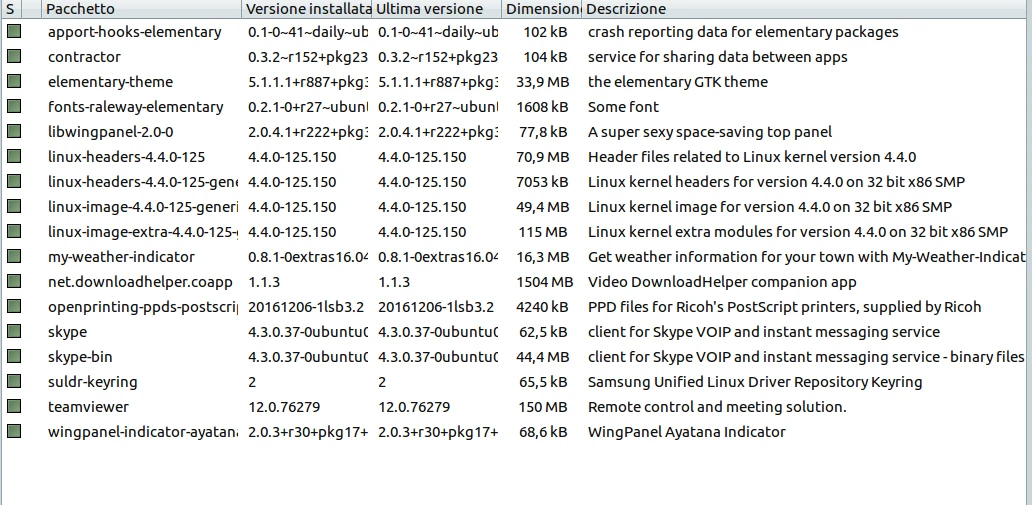 S Pacchetto Versione installata Ultima versione Dimension Descrizione
apport-hooks-elementary 0.1-0~41~daily~ub 0.1-0~41~daily~ub 102 kB crash reporting data for elementary packages
contractor 0.3.2~r152+pkg23 0.3.2~r152+pkg23 104 kB service for sharing data between apps
elementary-theme 5.1.1.1+r887+pkg3 5.1.1.1+r887+pkg3 33,9 MB the elementary GTK theme
fonts-raleway-elementary 0.2.1-0+r27~ubun 0.2.1-0+r27~ubun 1608 kB Some font
libwingpanel-2.0-0 2.0.4.1+r222+pkg3 2.0.4.1+r222+pkg3 77,8 kB A super sexy space-saving top panel
linux-headers-4.4.0-125 4.4.0-125.150 4.4.0-125.150 70,9 MB Header files related to Linux kernel version 4.4.0
linux-headers-4.4.0-125-gene 4.4.0-125.150 4.4.0-125.150 7053 kB Linux kernel headers for version 4.4.0 on 32 bit x86 SMP
linux-image-4.4.0-125-generi 4.4.0-125.150 4.4.0-125.150 49,4 MB Linux kernel image for version 4.4.0 on 32 bit x86 SMP
linux-image-extra-4.4.0-125- 4.4.0-125.150 4.4.0-125.150 115 MB Linux kernel extra modules for version 4.4.0 on 32 bit x86 SMP
my-weather-indicator 0.8.1-0extras16.04 0.8.1-0extras16.04 16,3 MB Get weather information for your town with My-Weather-Indicat
net.downloadhelper.coapp 1.1.3 1.1.3 1504 MB Video DownloadHelper companion app
openprinting-ppds-postscri 20161206-1lsb3.2 20161206-1lsb3.2 4240 kB PPD files for Ricoh's PostScript printers, supplied by Ricoh
skype 4.3.0.37-0ubuntu0 4.3.0.37-0ubuntu0 62,5 kB client for Skype VOIP and instant messaging service
skype-bin 4.3.0.37-0ubuntu0 4.3.0.37-0ubuntu0 44,4 MB client for Skype VOIP and instant messaging service - binary files
suldr-keyring 2 2 65,5 kB Samsung Unified Linux Driver Repository Keyring
teamviewer 12.0.76279 12.0.76279 150 MB Remote control and meeting solution.
wingpanel-indicator-ayatana 2.0.3+r30+pkg17+ 2.0.3+r30+pkg17+ 68,6 kB WingPanel Ayatana Indicator